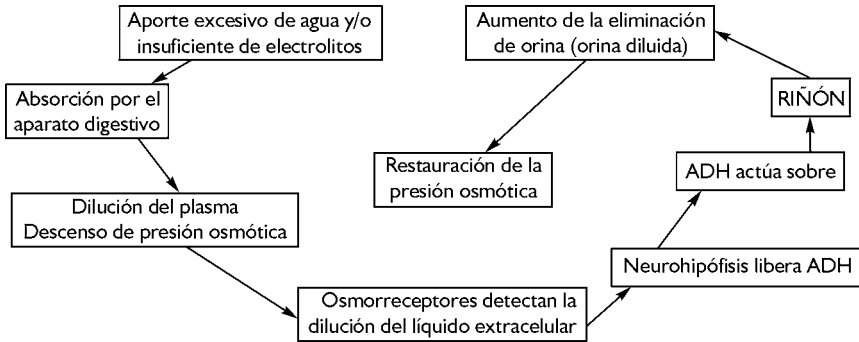 Aporte excesivo de agua y/o
insuficiente de electrolitos
Absorción por el
aparato digestivo
Dilución del plasma
Descenso de presión osmótica
Osmorreceptores detectan la
dilución del líquido extracelular
Neurohipófisis libera ADH
ADH actúa sobre
RIÑÓN
Aumento de la eliminación
de orina (orina diluida)
Restauración de la
presión osmótica